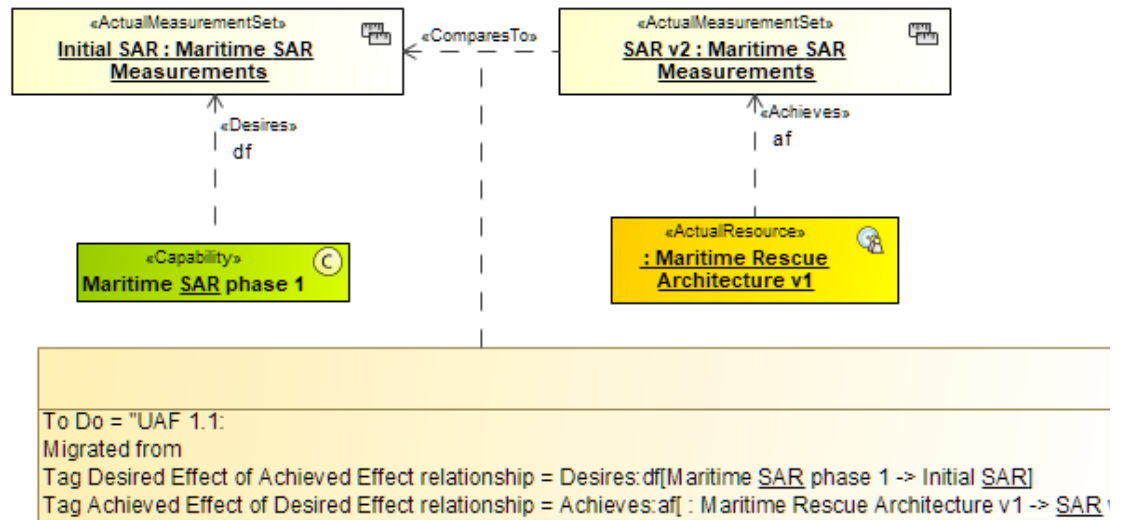 «ActualMeasurementSet»
Initial SAR : Maritime SAR
Measurements
«ComparesTo»
«ActualMeasurementSet»
SAR v2 : Maritime SAR
Measurements
«Desires»
df
«Achieves»
af
«Capability»
C
Maritime SAR phase 1
«ActualResource»
: Maritime Rescue
Architecture v1
To Do = "UAF 1.1:
Migrated from
Tag Desired Effect of Achieved Effect relationship = Desires:df[Maritime SAR phase 1 -> Initial SAR]
Tag Achieved Effect of Desired Effect relationship = Achieves:af[ : Maritime Rescue Architecture v1 -> SAR